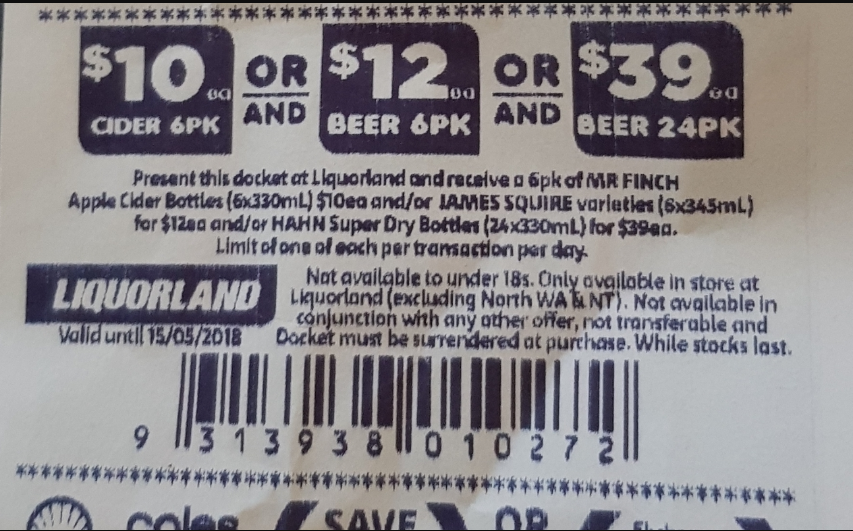 ********************************************
$10ea OR AND $12ea OR AND $39ea
CIDER 6PK BEER 6PK BEER 24PK
Present this docket at Liquorland and receive a 6pk of MR FINCH
Apple Cider Bottles (6x330mL) $10ea and/or JAMES SQUIRE varieties (6x345mL)
for $12ea and/or HAHN Super Dry Bottles (24x330mL) for $39ea.
Limit of one of each per transaction per day.
LIQUORLAND
Valid until 15/05/2018
Not available to under 18s. Only available in store at
Liquorland (excluding North WA & NT). Not available in
conjunction with any other offer, not transferable and
Docket must be surrendered at purchase. While stocks last.
9 313938 010272
********************************************
coles SAVE OR